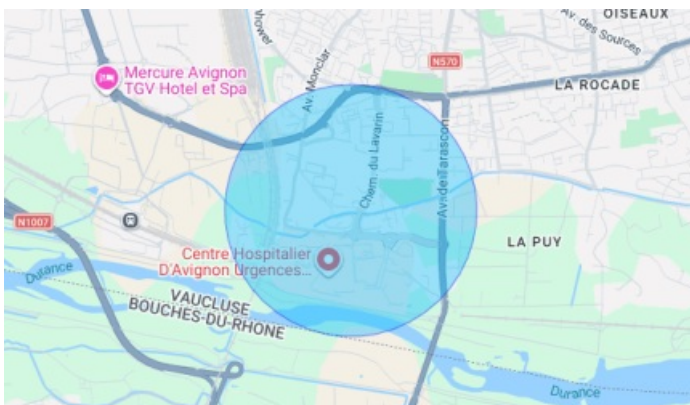 OISEAUX
Av. des Sources
N570
LA ROCADE
Mercure Avignon
TGV Hotel et Spa
Av. Monclar
Chem. du Lavarin
Av. de Tarascon
N1007
LA PUY
Centre Hospitalier
D'Avignon Urgences...
Durance
VAUCLUSE
BOUCHES-DU-RHONE
Durance